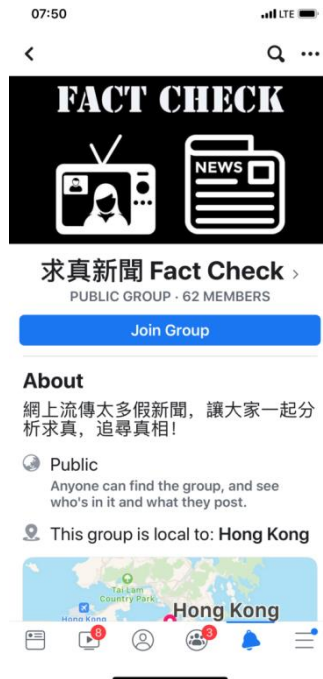 07:50
LTE
FACT CHECK
NEWS
求真新聞 Fact Check
PUBLIC GROUP · 62 MEMBERS
Join Group
About
網上流傳太多假新聞，讓大家一起分
析求真，追尋真相！
Public
Anyone can find the group, and see
who's in it and what they post.
This group is local to: Hong Kong
Tai Lam
Country Park
Hong Kong
Hong Kong
8
3